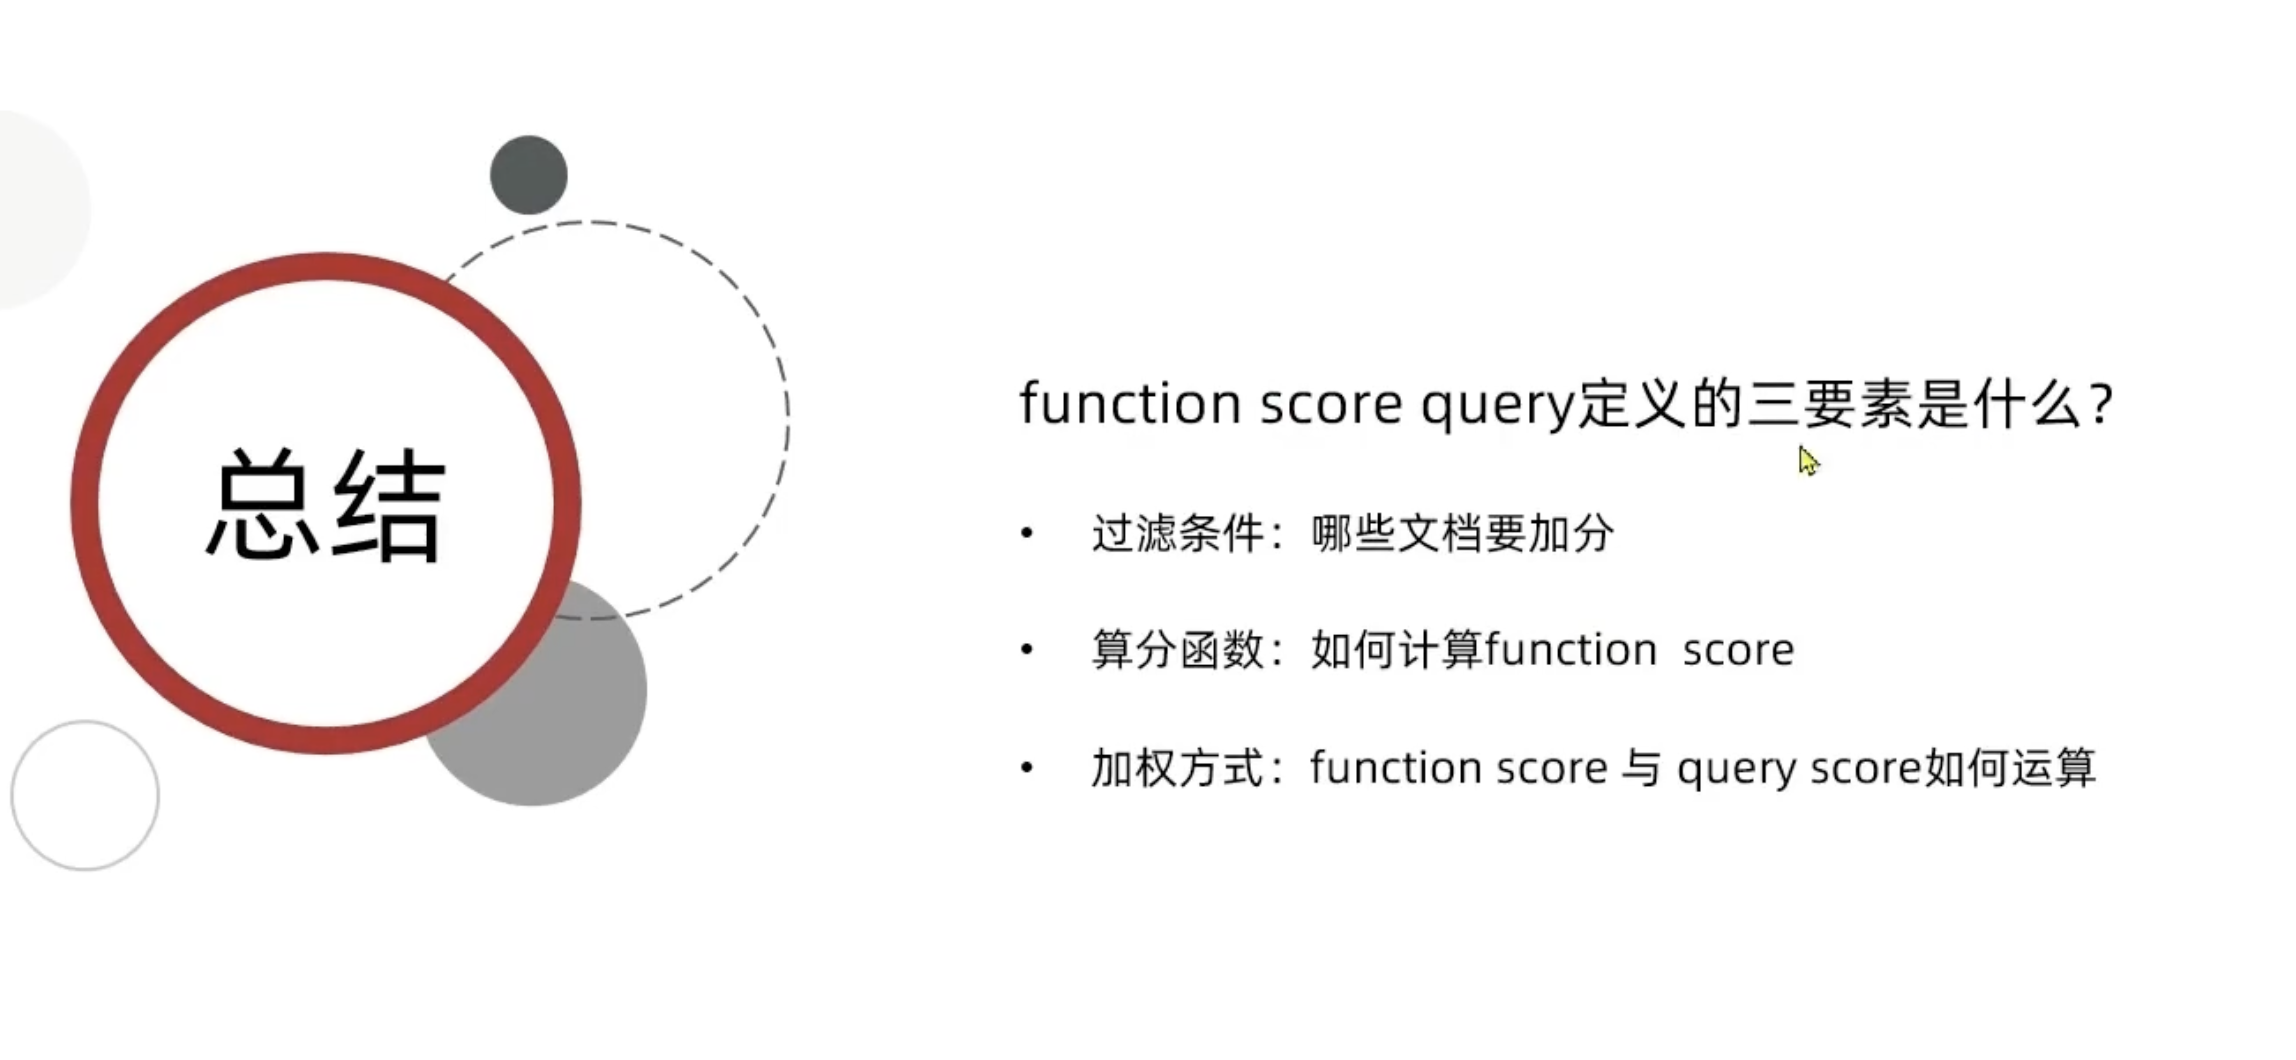 总结
function score query定义的三要素是什么？
• 过滤条件：哪些文档要加分
• 算分函数：如何计算function score
• 加权方式：function score 与 query score如何运算